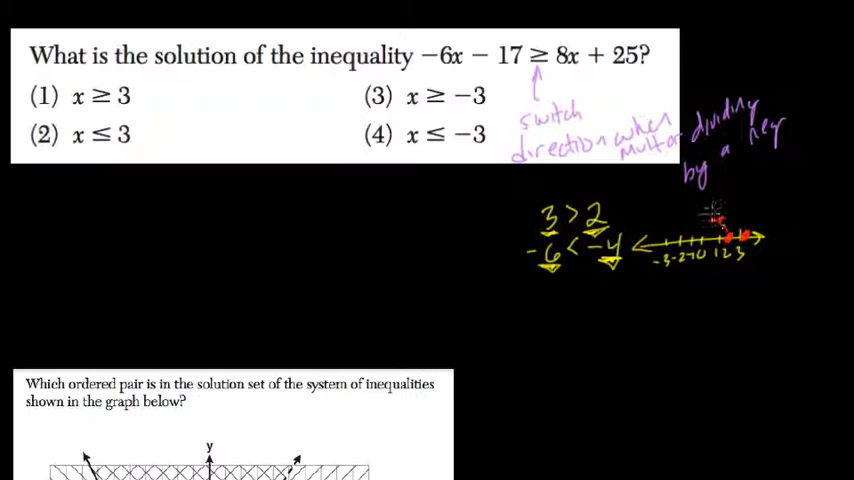 What is the solution of the inequality −6x − 17 ≥ 8x + 25?
(1) x ≥ 3
(3) x ≥ −3
(2) x ≤ 3
(4) x ≤ −3
switch
direction when
mult or dividing
by a neg
3 > 2
-6 < -4
-3 -2 -1 0 1 2 3
Which ordered pair is in the solution set of the system of inequalities
shown in the graph below?
y